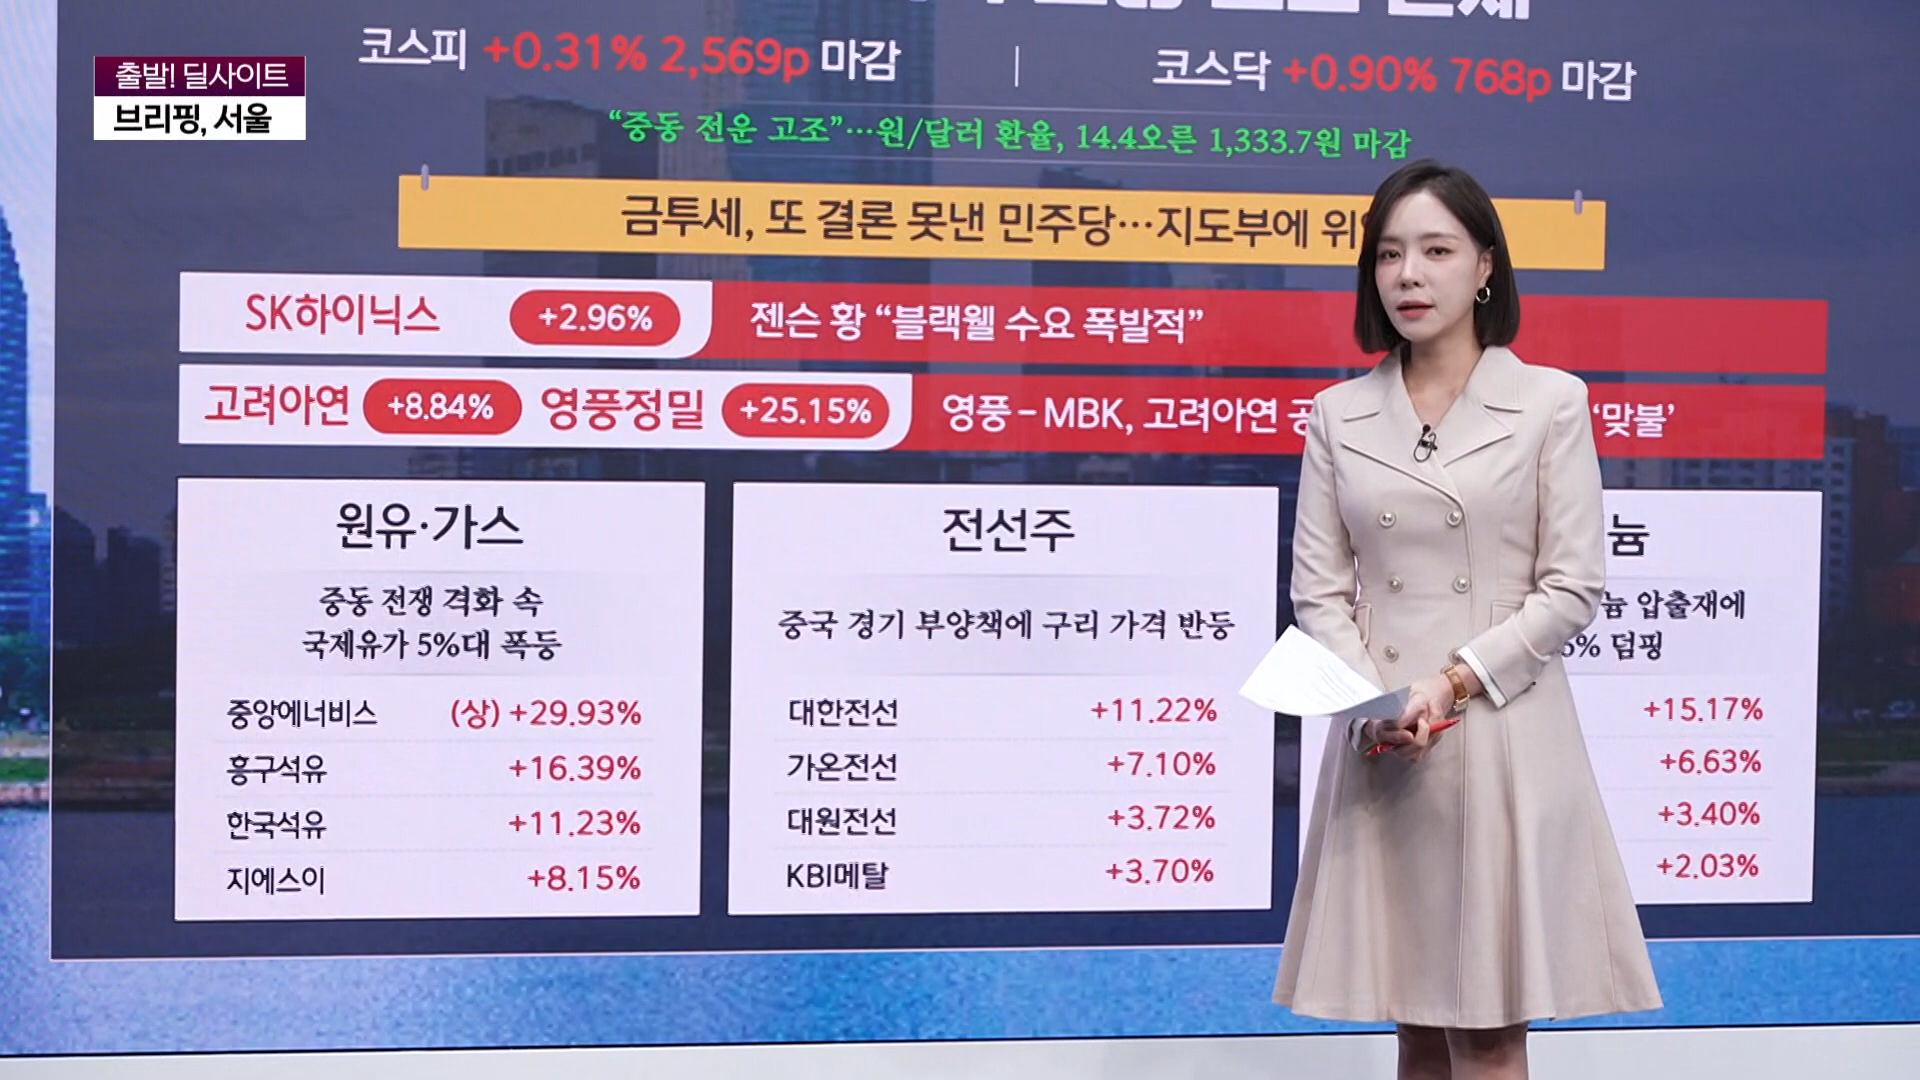 출발! 딜사이트
브리핑, 서울
코스피 +0.31% 2,569p 마감 | 코스닥 +0.90% 768p 마감
“중동 전운 고조”…원/달러 환율, 14.4오른 1,333.7원 마감
금투세, 또 결론 못낸 민주당…지도부에
SK하이닉스 +2.96% 젠슨 황 “블랙웰 수요 폭발적”
고려아연 +8.84% 영풍정밀 +25.15% 영풍-MBK, 고려아연 ‘맞불’
원유·가스
중동 전쟁 격화 속
국제유가 5%대 폭등
중앙에너비스 (상) +29.93%
흥구석유 +16.39%
한국석유 +11.23%
지에스이 +8.15%
전선주
중국 경기 부양책에 구리 가격 반등
대한전선 +11.22%
가온전선 +7.10%
대원전선 +3.72%
KBI메탈 +3.70%
늄
늄 압출재에
% 덤핑
+15.17%
+6.63%
+3.40%
+2.03%